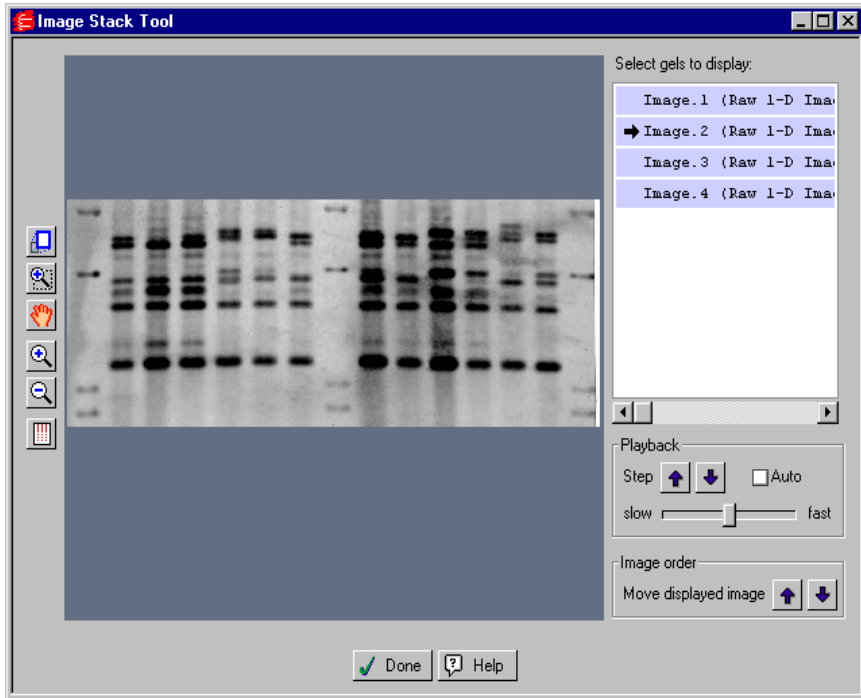 Image Stack Tool
Select gels to display:
Image.1 (Raw 1-D Ima
Image.2 (Raw 1-D Ima
Image.3 (Raw 1-D Ima
Image.4 (Raw 1-D Ima
Playback
Step Auto
slow fast
Image order
Move displayed image
Done Help